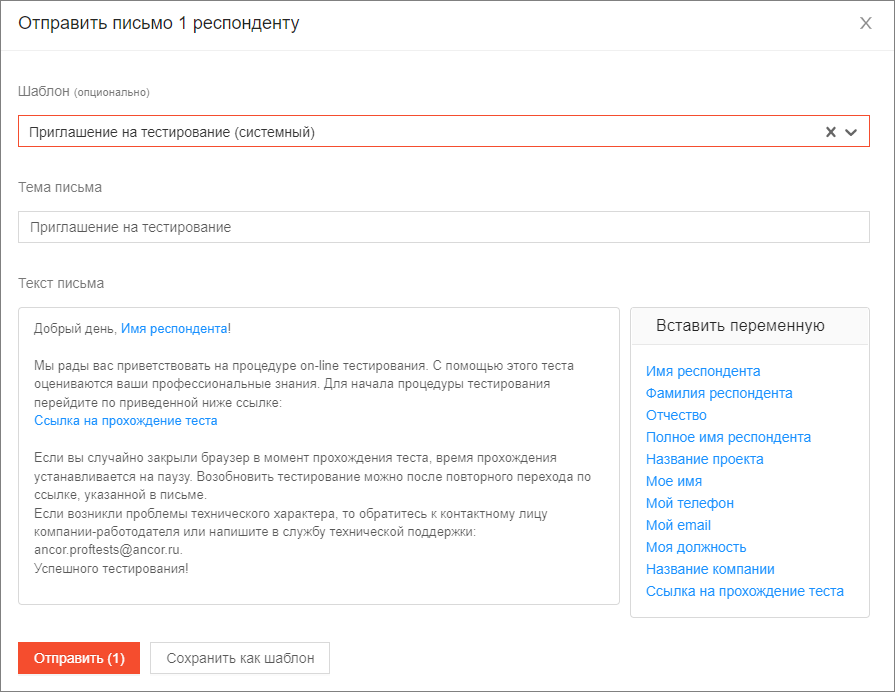 Отправить письмо 1 респонденту
Шаблон (опционально)
Приглашение на тестирование (системный)
Тема письма
Приглашение на тестирование
Текст письма
Добрый день, Имя респондента!
Мы рады вас приветствовать на процедуре on-line тестирования. С помощью этого теста
оцениваются ваши профессиональные знания. Для начала процедуры тестирования
перейдите по приведенной ниже ссылке:
Ссылка на прохождение теста
Если вы случайно закрыли браузер в момент прохождения теста, время прохождения
устанавливается на паузу. Возобновить тестирование можно после повторного перехода по
ссылке, указанной в письме.
Если возникли проблемы технического характера, то обратитесь к контактному лицу
компании-работодателя или напишите в службу технической поддержки:
ancor.proftests@ancor.ru.
Успешного тестирования!
Вставить переменную
Имя респондента
Фамилия респондента
Отчество
Полное имя респондента
Название проекта
Мое имя
Мой телефон
Мой email
Моя должность
Название компании
Ссылка на прохождение теста
Отправить (1)
Сохранить как шаблон